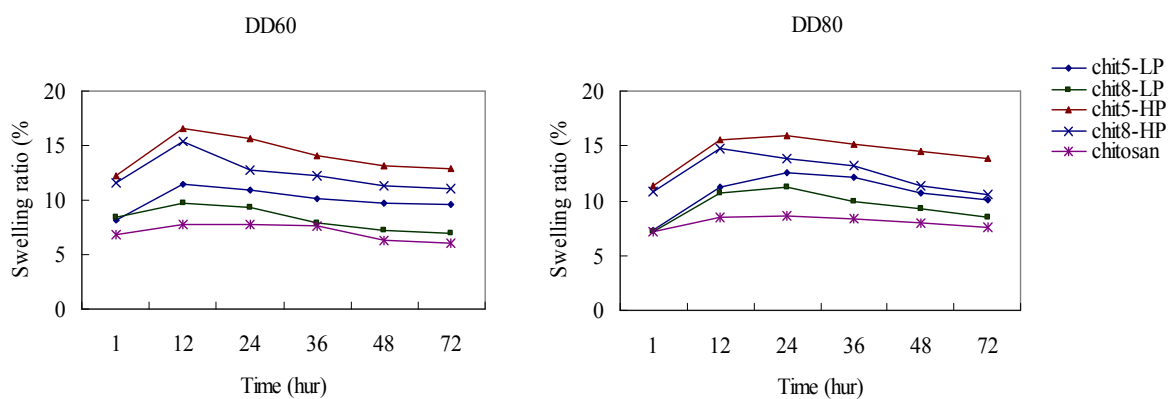 DD60
20
15
10
5
0
Swelling ratio (%
1 12 24 36 48 72
Time (hur)
DD80
20
15
10
5
0
Swelling ratio (%
1 12 24 36 48 72
Time (hur)
chit5-LP
chit8-LP
chit5-HP
chit8-HP
chitosan